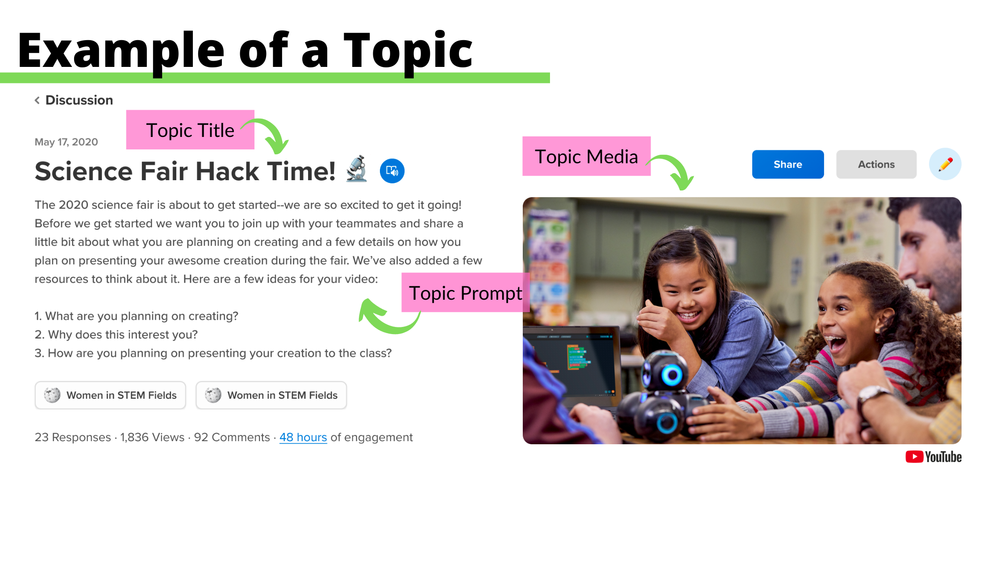 Example of a Topic
Discussion
Topic Title
May 17, 2020
Science Fair Hack Time!
The 2020 science fair is about to get started--we are so excited to get it going!
Before we get started we want you to join up with your teammates and share a
little bit about what you are planning on creating and a few details on how you
plan on presenting your awesome creation during the fair. We’ve also added a few
resources to think about it. Here are a few ideas for your video:
Topic Prompt
1. What are you planning on creating?
2. Why does this interest you?
3. How are you planning on presenting your creation to the class?
Women in STEM Fields
Women in STEM Fields
23 Responses · 1,836 Views · 92 Comments · 48 hours of engagement
Topic Media
Share
Actions
YouTube